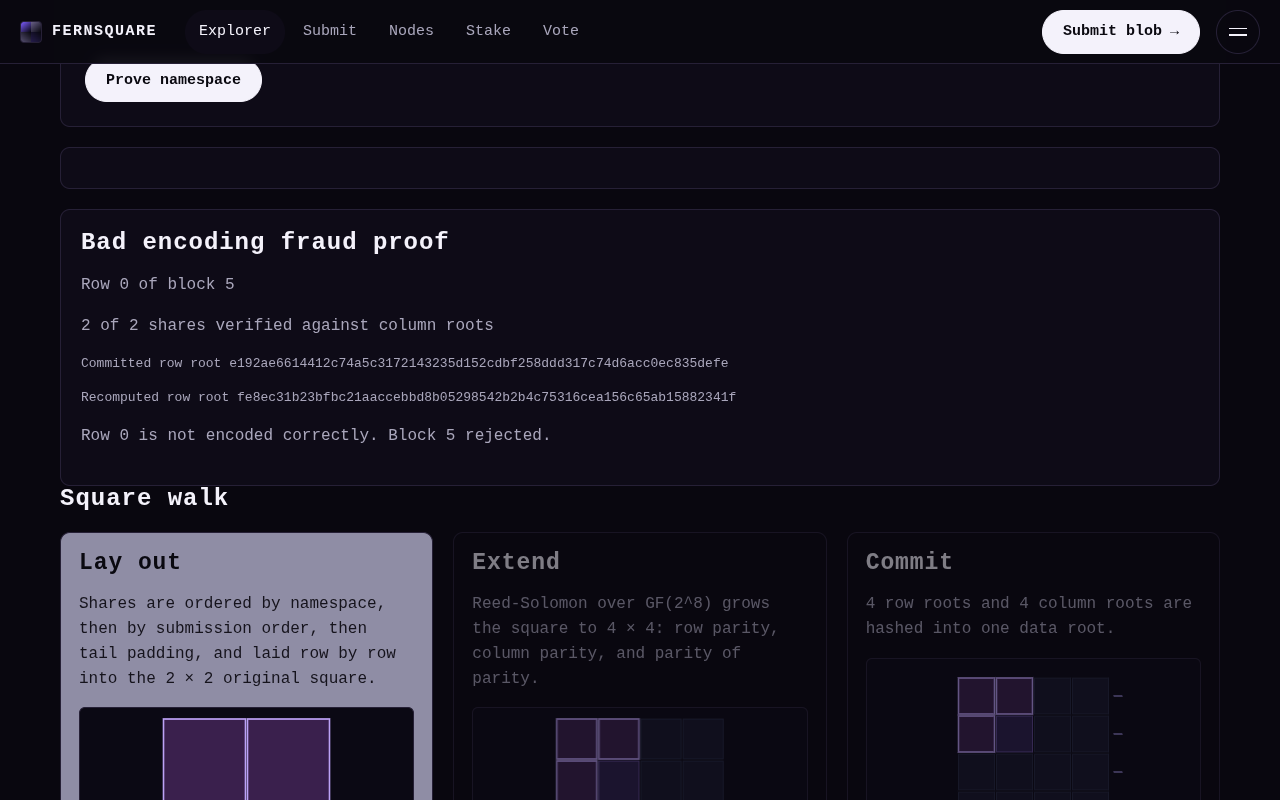 FERNSQUARE Explorer Submit Nodes Stake Vote Submit blob →
Prove namespace
Bad encoding fraud proof
Row 0 of block 5
2 of 2 shares verified against column roots
Committed row root e192ae6614412c74a5c3172143235d152cdbf258ddd317c74d6acc0ec835defe
Recomputed row root fe8ec31b23bfbc21aaccebbd8b05298542b2b4c75316cea156c65ab15882341f
Row 0 is not encoded correctly. Block 5 rejected.
Square walk
Lay out
Shares are ordered by namespace,
then by submission order, then
tail padding, and laid row by row
into the 2 × 2 original square.
Extend
Reed-Solomon over GF(2^8) grows
the square to 4 × 4: row parity,
column parity, and parity of
parity.
Commit
4 row roots and 4 column roots are
hashed into one data root.